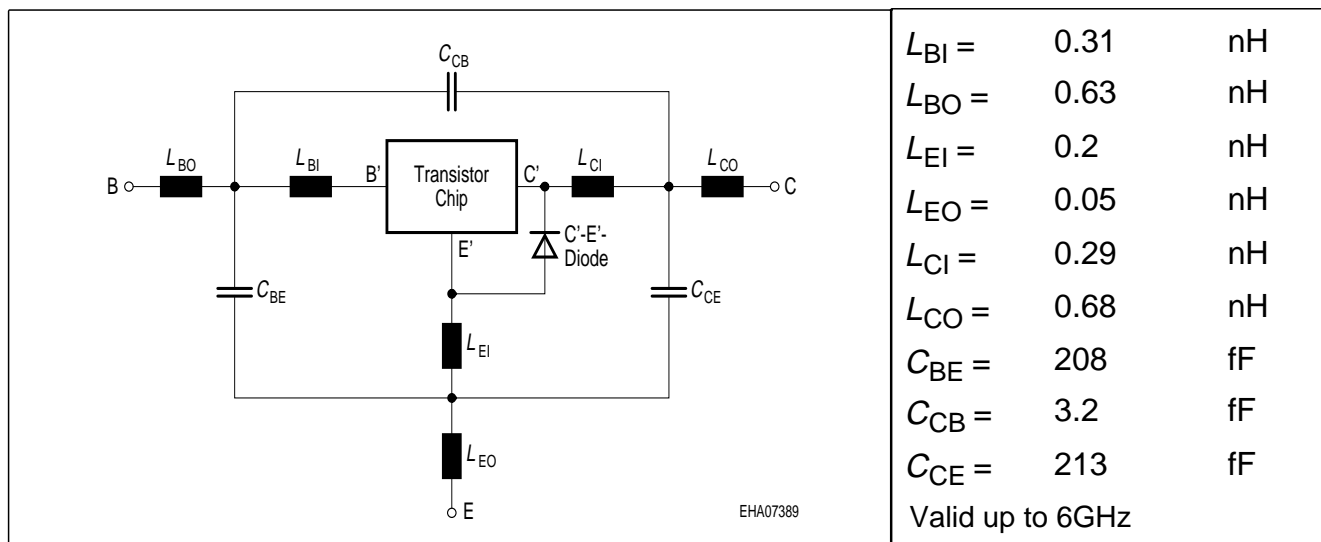 C_CB
L_BO
L_BI
B'
Transistor
Chip
C'
L_CI
L_CO
B
C
E'
C'-E'-
Diode
C_BE
C_CE
L_EI
L_EO
E
EHA07389
L_BI = 0.31 nH
L_BO = 0.63 nH
L_EI = 0.2 nH
L_EO = 0.05 nH
L_CI = 0.29 nH
L_CO = 0.68 nH
C_BE = 208 fF
C_CB = 3.2 fF
C_CE = 213 fF
Valid up to 6GHz